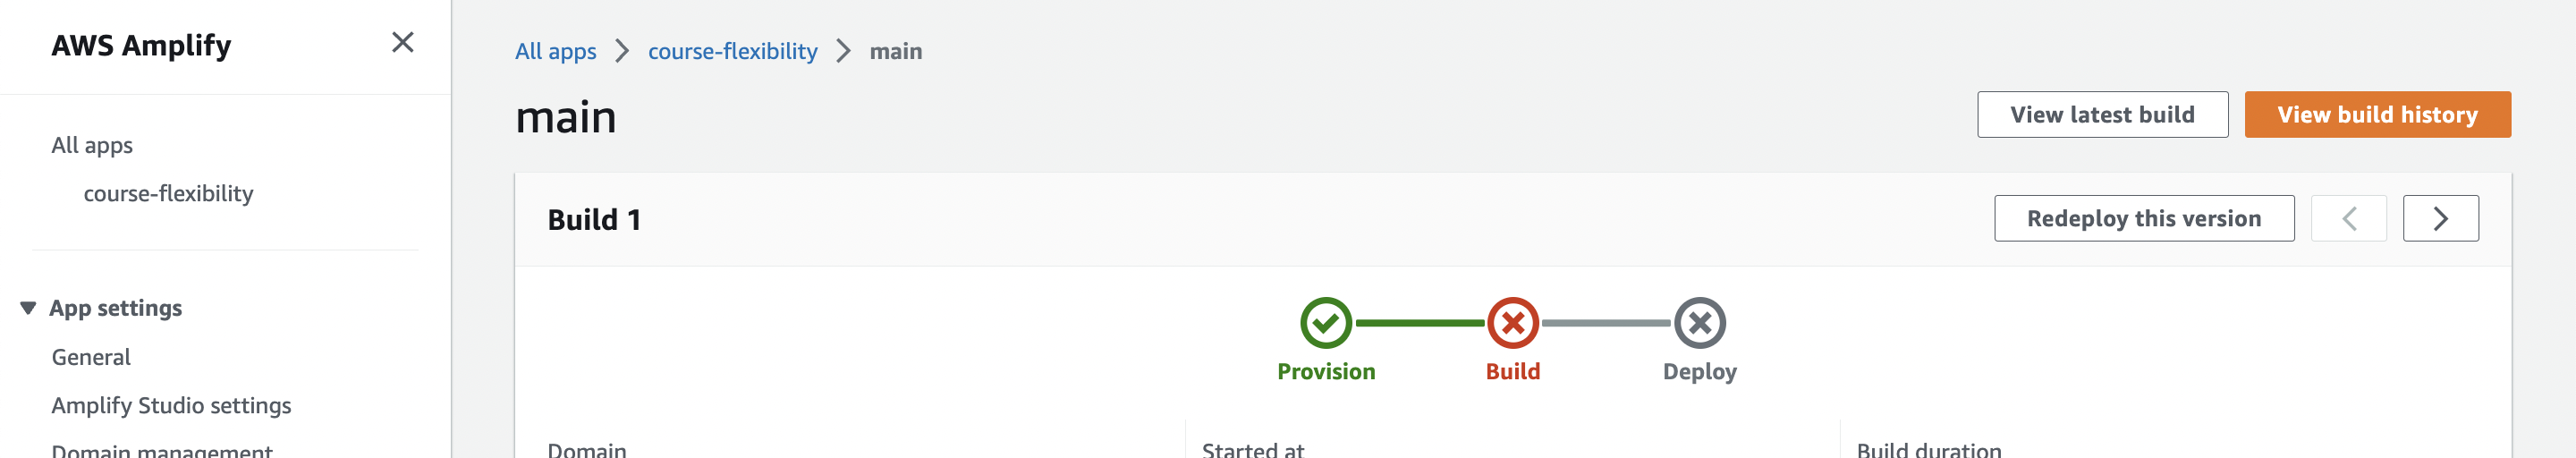 AWS Amplify
All apps
course-flexibility
App settings
General
Amplify Studio settings
Domain management
All apps > course-flexibility > main
main
View latest build
View build history
Build 1
Redeploy this version
Provision
Build
Deploy
Domain
Started at
Build duration